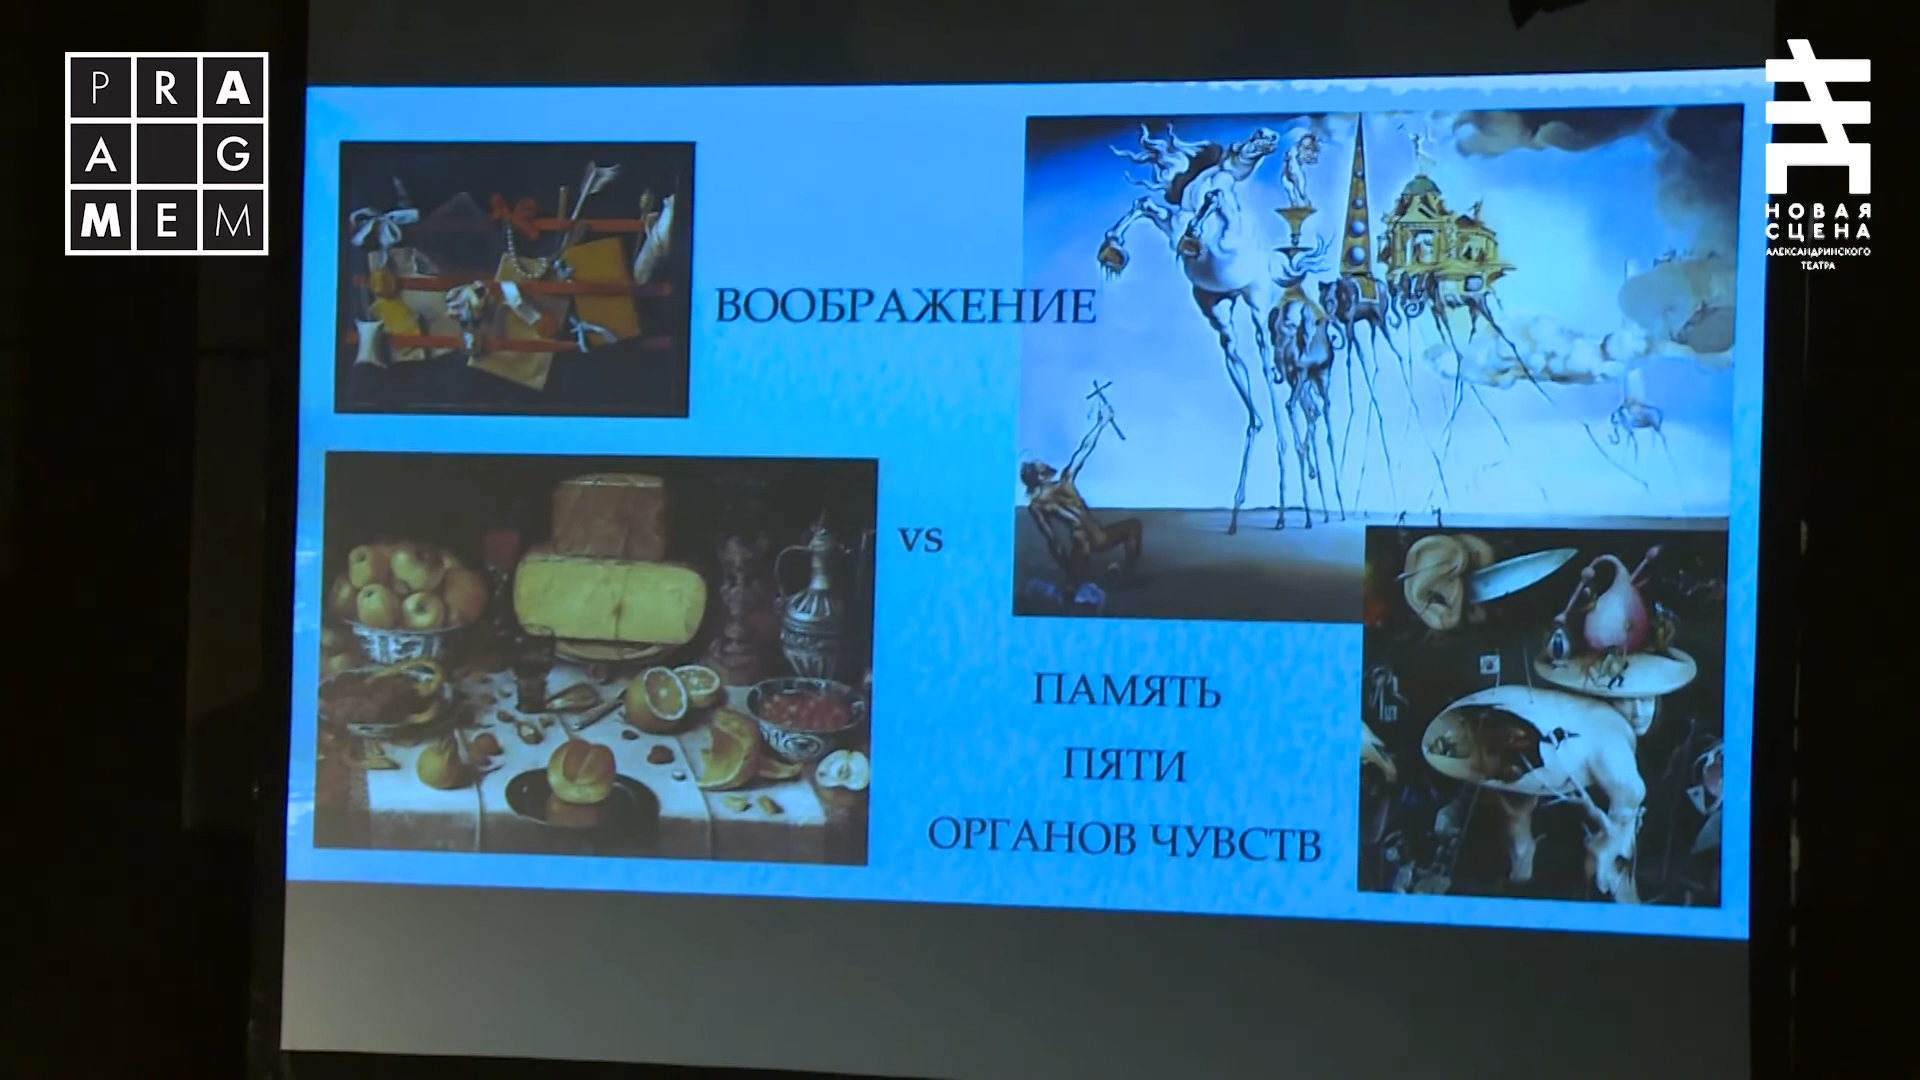 PRA
AG
MEM
ВООБРАЖЕНИЕ
vs
ПАМЯТЬ
ПЯТИ
ОРГАНОВ ЧУВСТВ
НОВАЯ
СЦЕНА
АЛЕКСАНДРИНСКОГО
ТЕАТРА